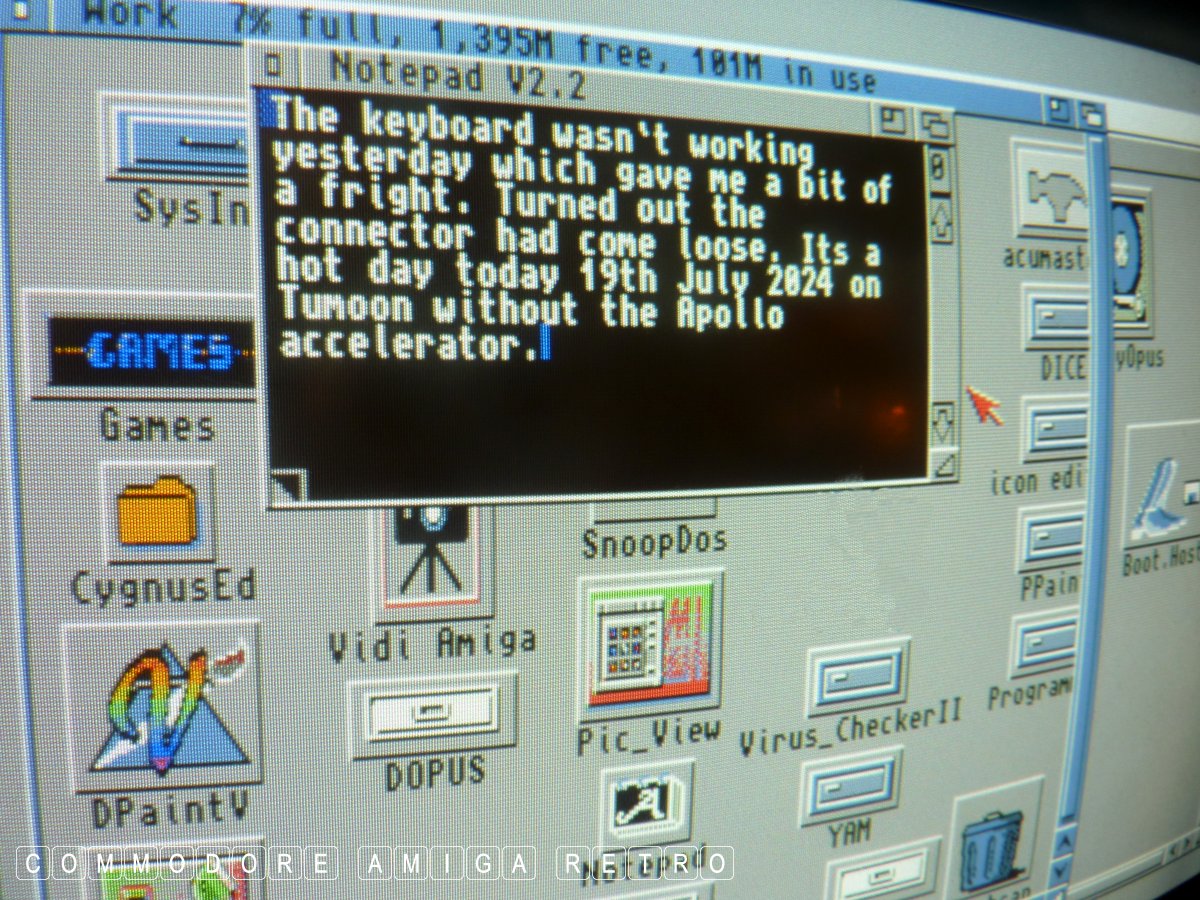 Work 7% full, 1,395M free, 101M in use
Notepad V2.2
The keyboard wasn't working
yesterday which gave me a bit of
a fright. Turned out the
connector had come loose. Its a
hot day today 19th July 2024 on
Tumoon without the Apollo
accelerator.
SysIn
acumast
GAMES
Games
DICE
yOpus
icon edi
CygnusEd
SnoopDos
Boot.Host
PPain
Vidi Amiga
Program
Pic_View
Virus_CheckerII
DOPUS
DPaintV
YAM
Notepad
COMMODORE AMIGA RETRO